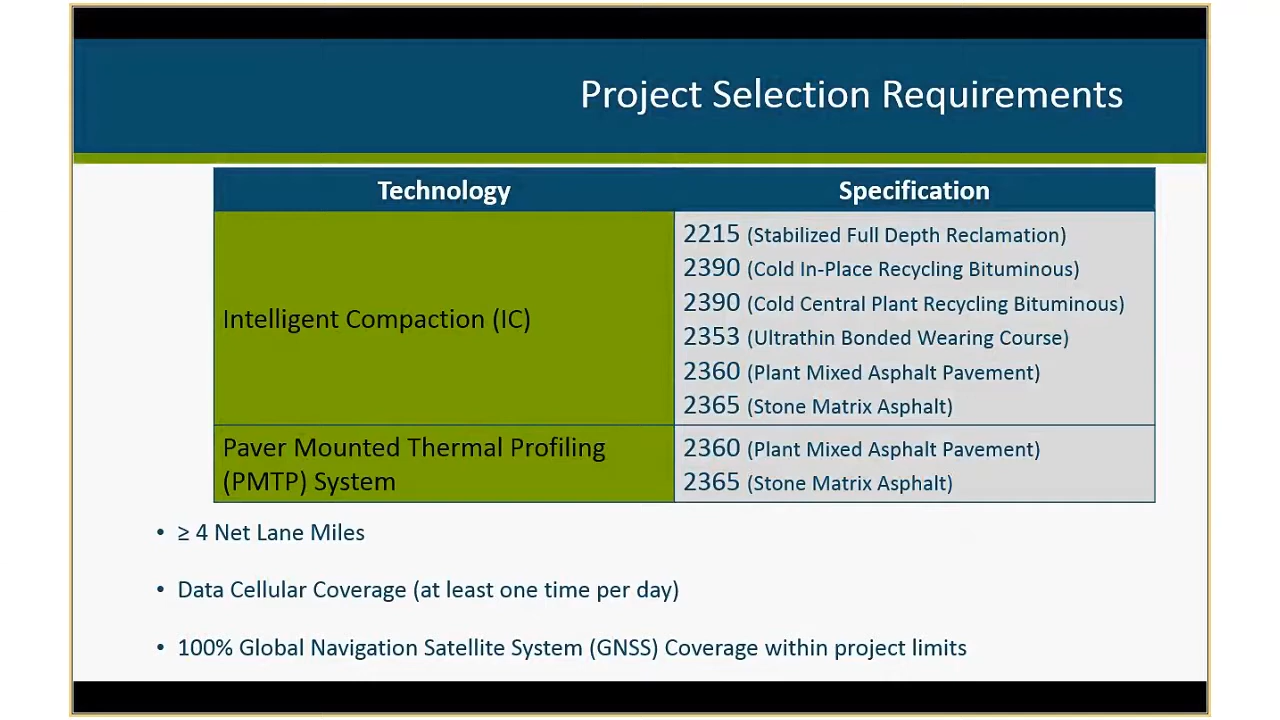 Project Selection Requirements
Technology
Specification
Intelligent Compaction (IC)
2215 (Stabilized Full Depth Reclamation)
2390 (Cold In-Place Recycling Bituminous)
2390 (Cold Central Plant Recycling Bituminous)
2353 (Ultrathin Bonded Wearing Course)
2360 (Plant Mixed Asphalt Pavement)
2365 (Stone Matrix Asphalt)
Paver Mounted Thermal Profiling
(PMTP) System
2360 (Plant Mixed Asphalt Pavement)
2365 (Stone Matrix Asphalt)
• ≥ 4 Net Lane Miles
• Data Cellular Coverage (at least one time per day)
• 100% Global Navigation Satellite System (GNSS) Coverage within project limits